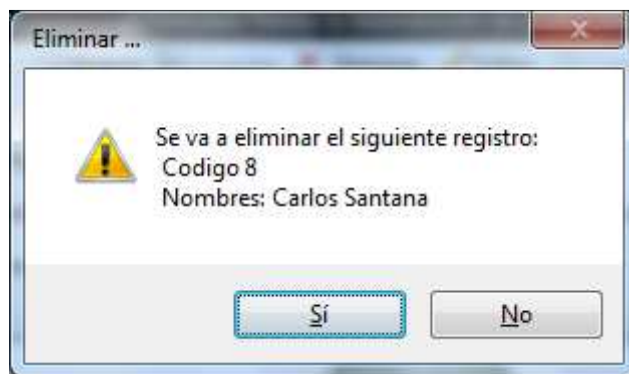 Eliminar ...
Se va a eliminar el siguiente registro:
Codigo 8
Nombres: Carlos Santana
Sí
No